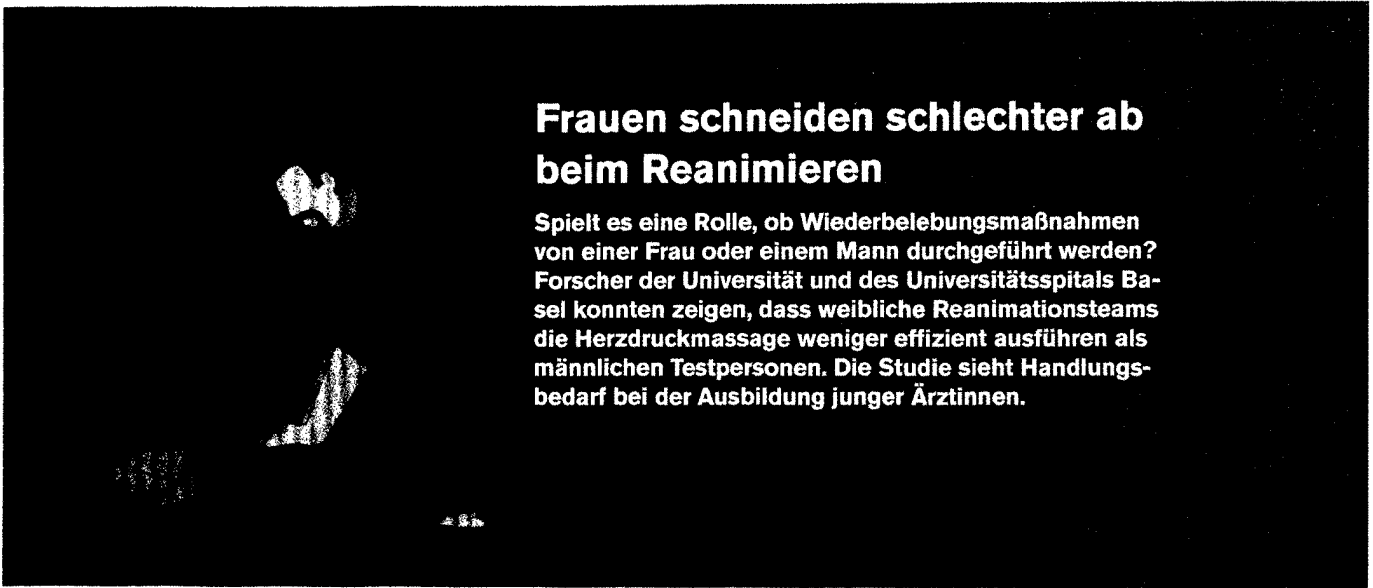 Frauen schneiden schlechter ab
beim Reanimieren
Spielt es eine Rolle, ob Wiederbelebungsmaßnahmen
von einer Frau oder einem Mann durchgeführt werden?
Forscher der Universität und des Universitätsspitals Ba-
sel konnten zeigen, dass weibliche Reanimationsteams
die Herzdruckmassage weniger effizient ausführen als
männlichen Testpersonen. Die Studie sieht Handlungs-
bedarf bei der Ausbildung junger Ärztinnen.